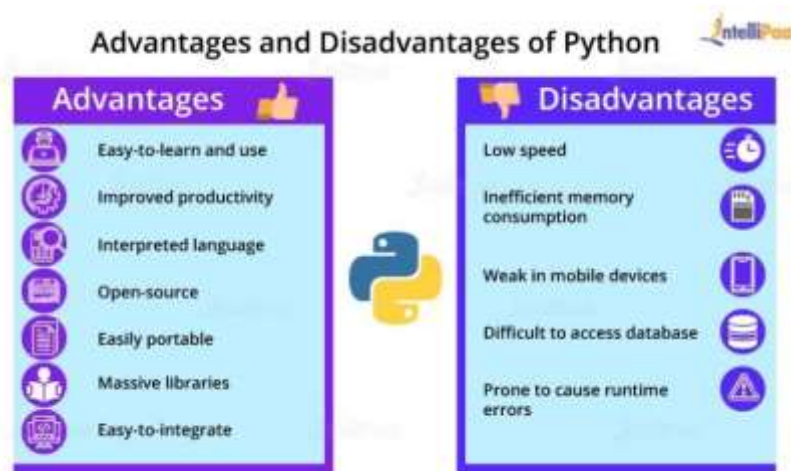 Advantages and Disadvantages of Python
Advantages
Easy-to-learn and use
Improved productivity
Interpreted language
Open-source
Easily portable
Massive libraries
Easy-to-integrate
Disadvantages
Low speed
Inefficient memory
consumption
Weak in mobile devices
Difficult to access database
Prone to cause runtime
errors